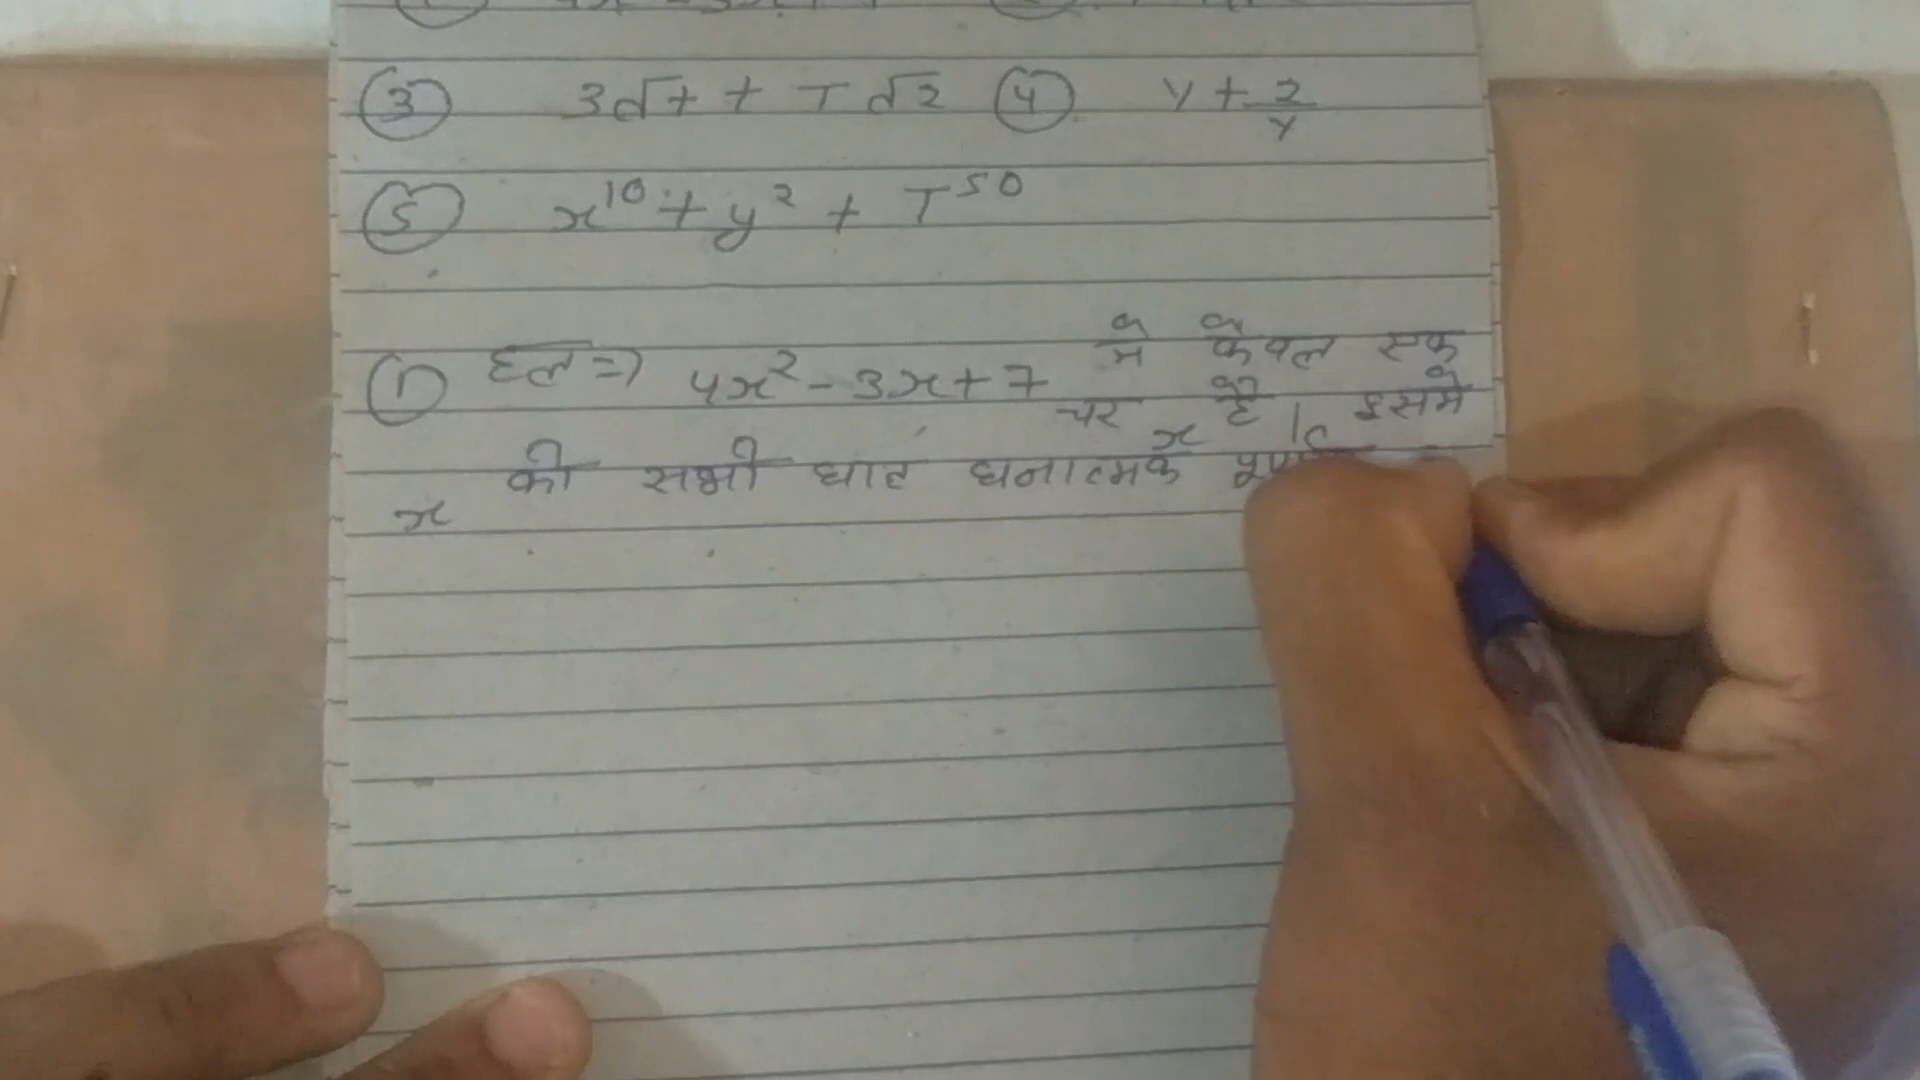 ③ 3√t + T√2 ④ y + 2/y
⑤ x¹⁰ + y² + T⁵⁰
① हल => 4x² - 3x + 7 मे केवल एक
चर x है। इसमे
x की सभी घात धनात्मक